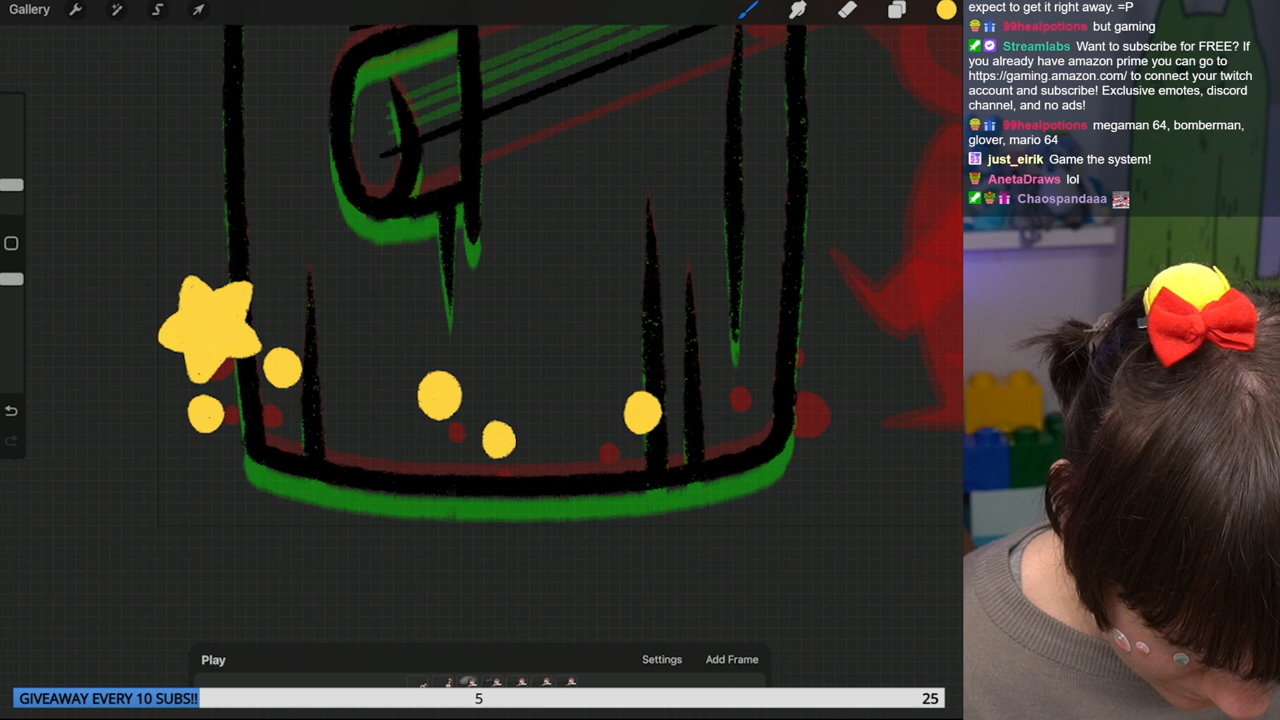 Gallery
Play
Settings
Add Frame
GIVEAWAY EVERY 10 SUBS!!
5
25
expect to get it right away. =P
99healpotions but gaming
Streamlabs Want to subscribe for FREE? If
you already have amazon prime you can go to
https://gaming.amazon.com/ to connect your twitch
account and subscribe! Exclusive emotes, discord
channel, and no ads!
99healpotions megaman 64, bomberman,
glover, mario 64
just_eirik Game the system!
AnetaDraws lol
Chaospandaaa